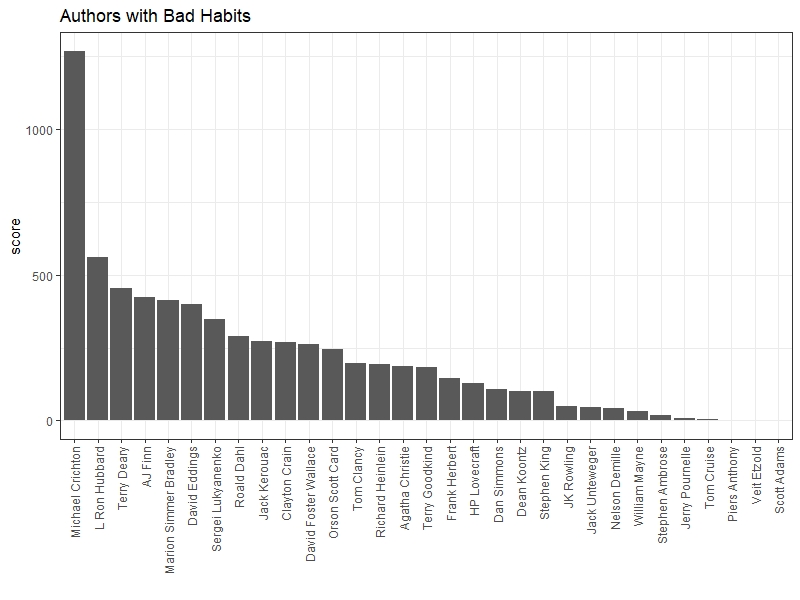 Authors with Bad Habits
score
1000
500
0
Michael Crichton
L Ron Hubbard
Terry Deary
AJ Finn
Marion Simmer Bradley
David Eddings
Sergei Lukyanenko
Roald Dahl
Jack Kerouac
Clayton Crain
David Foster Wallace
Orson Scott Card
Tom Clancy
Richard Heinlein
Agatha Christie
Terry Goodkind
Frank Herbert
HP Lovecraft
Dan Simmons
Dean Koontz
Stephen King
JK Rowling
Jack Unteweger
Nelson Demille
William Mayne
Stephen Ambrose
Jerry Pournelle
Tom Cruise
Piers Anthony
Veit Etzold
Scott Adams